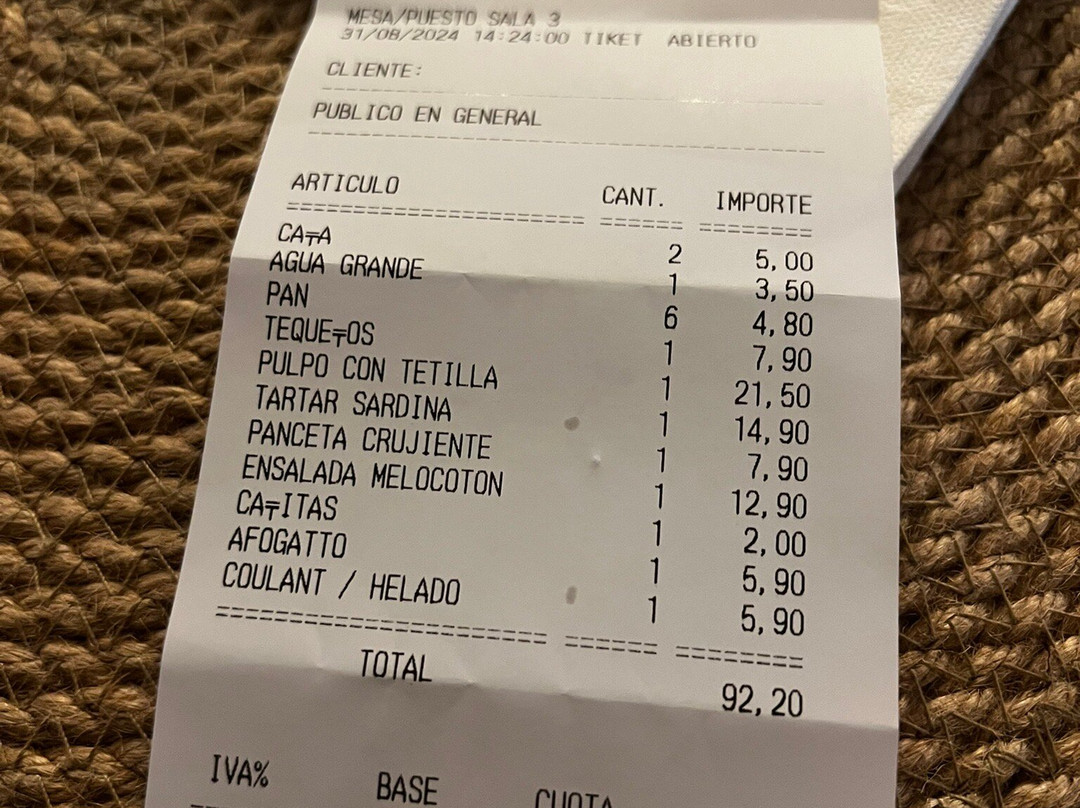 MESA/PUESTO SALA 3
31/08/2024 14:24:00 TIKET ABIERTO
CLIENTE:
PUBLICO EN GENERAL
ARTICULO CANT. IMPORTE
CA╤A 2 5,00
AGUA GRANDE 1 3,50
PAN 6 4,80
TEQUE╤OS 1 7,90
PULPO CON TETILLA 1 21,50
TARTAR SARDINA 1 14,90
PANCETA CRUJIENTE 1 7,90
ENSALADA MELOCOTON 1 12,90
CA╤ITAS 1 2,00
AFOGATTO 1 5,90
COULANT / HELADO 1 5,90
TOTAL 92,20
IVA% BASE CUOTA